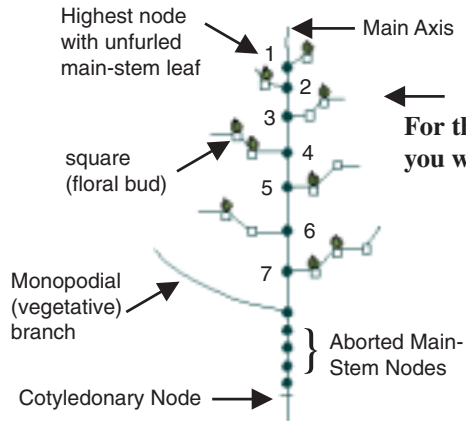 Highest node
with unfurled
main-stem leaf
Main Axis
1
2
3
For th
you w
square
(floral bud)
4
5
6
7
Monopodial
(vegetative)
branch
Aborted Main-
Stem Nodes
Cotyledonary Node